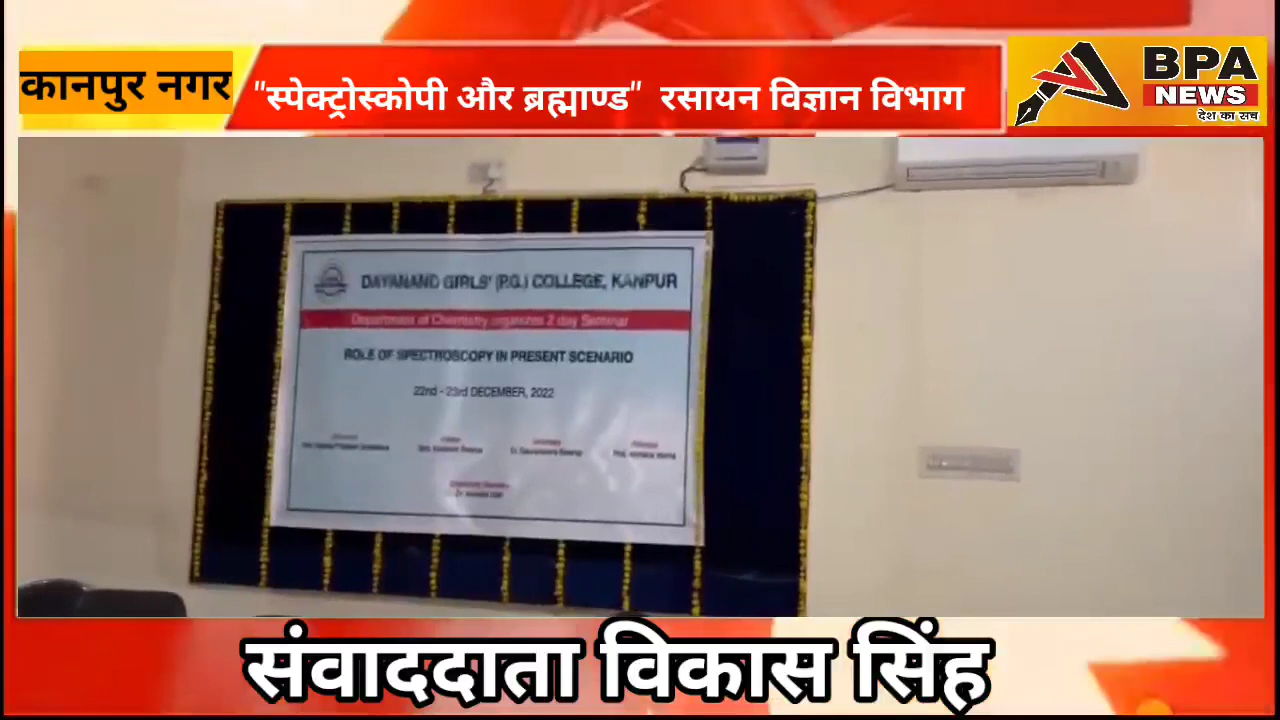 कानपुर नगर
"स्पेक्ट्रोस्कोपी और ब्रह्माण्ड" रसायन विज्ञान विभाग
BPA
NEWS
देश का सच
DAYANAND GIRLS' (P.G.) COLLEGE, KANPUR
Department of Chemistry organizes 2 day Seminar
ROLE OF SPECTROSCOPY IN PRESENT SCENARIO
22nd - 23rd DECEMBER, 2022
संवाददाता विकास सिंह